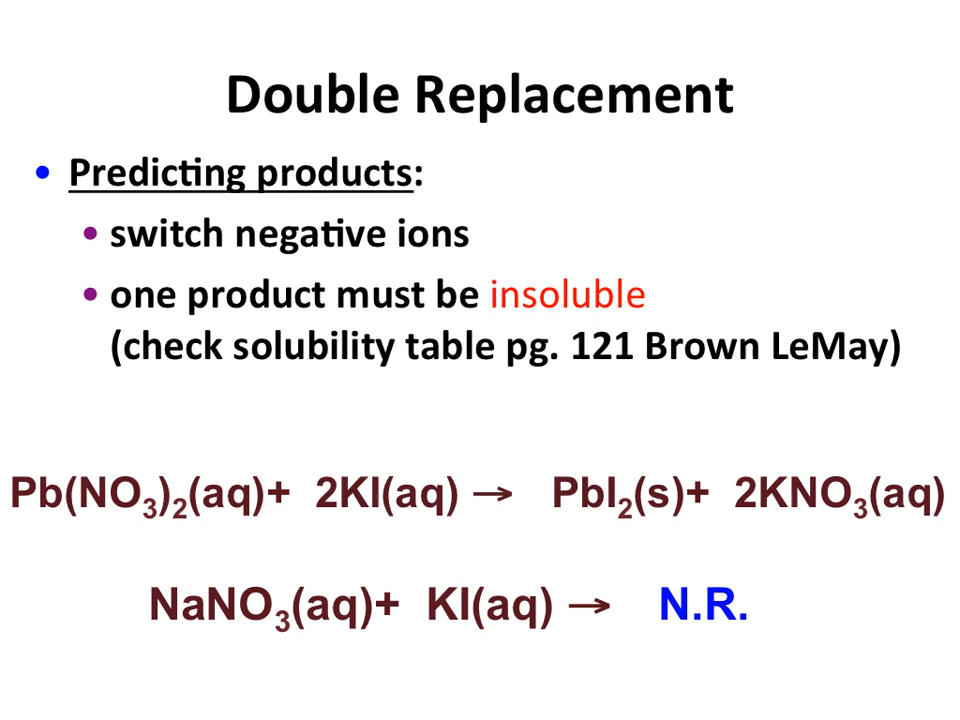 Double Replacement
• Predicting products:
• switch negative ions
• one product must be insoluble
(check solubility table pg. 121 Brown LeMay)
Pb(NO₃)₂(aq)+ 2KI(aq) → PbI₂(s)+ 2KNO₃(aq)
NaNO₃(aq)+ KI(aq) → N.R.